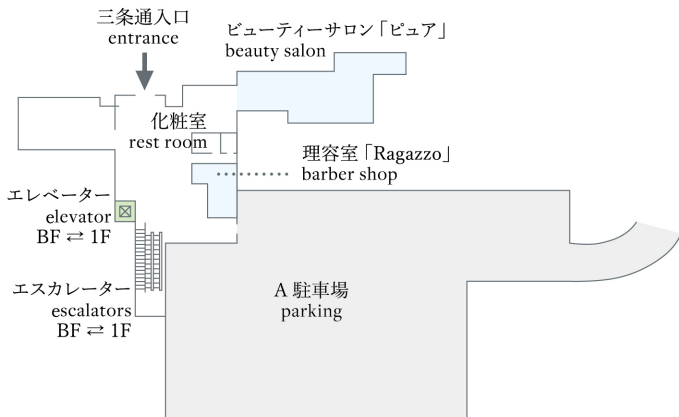 三条通入口
entrance
ビューティーサロン「ピュア」
beauty salon
化粧室
rest room
理容室「Ragazzo」
barber shop
エレベーター
elevator
BF ⇄ 1F
エスカレーター
escalators
BF ⇄ 1F
A 駐車場
parking